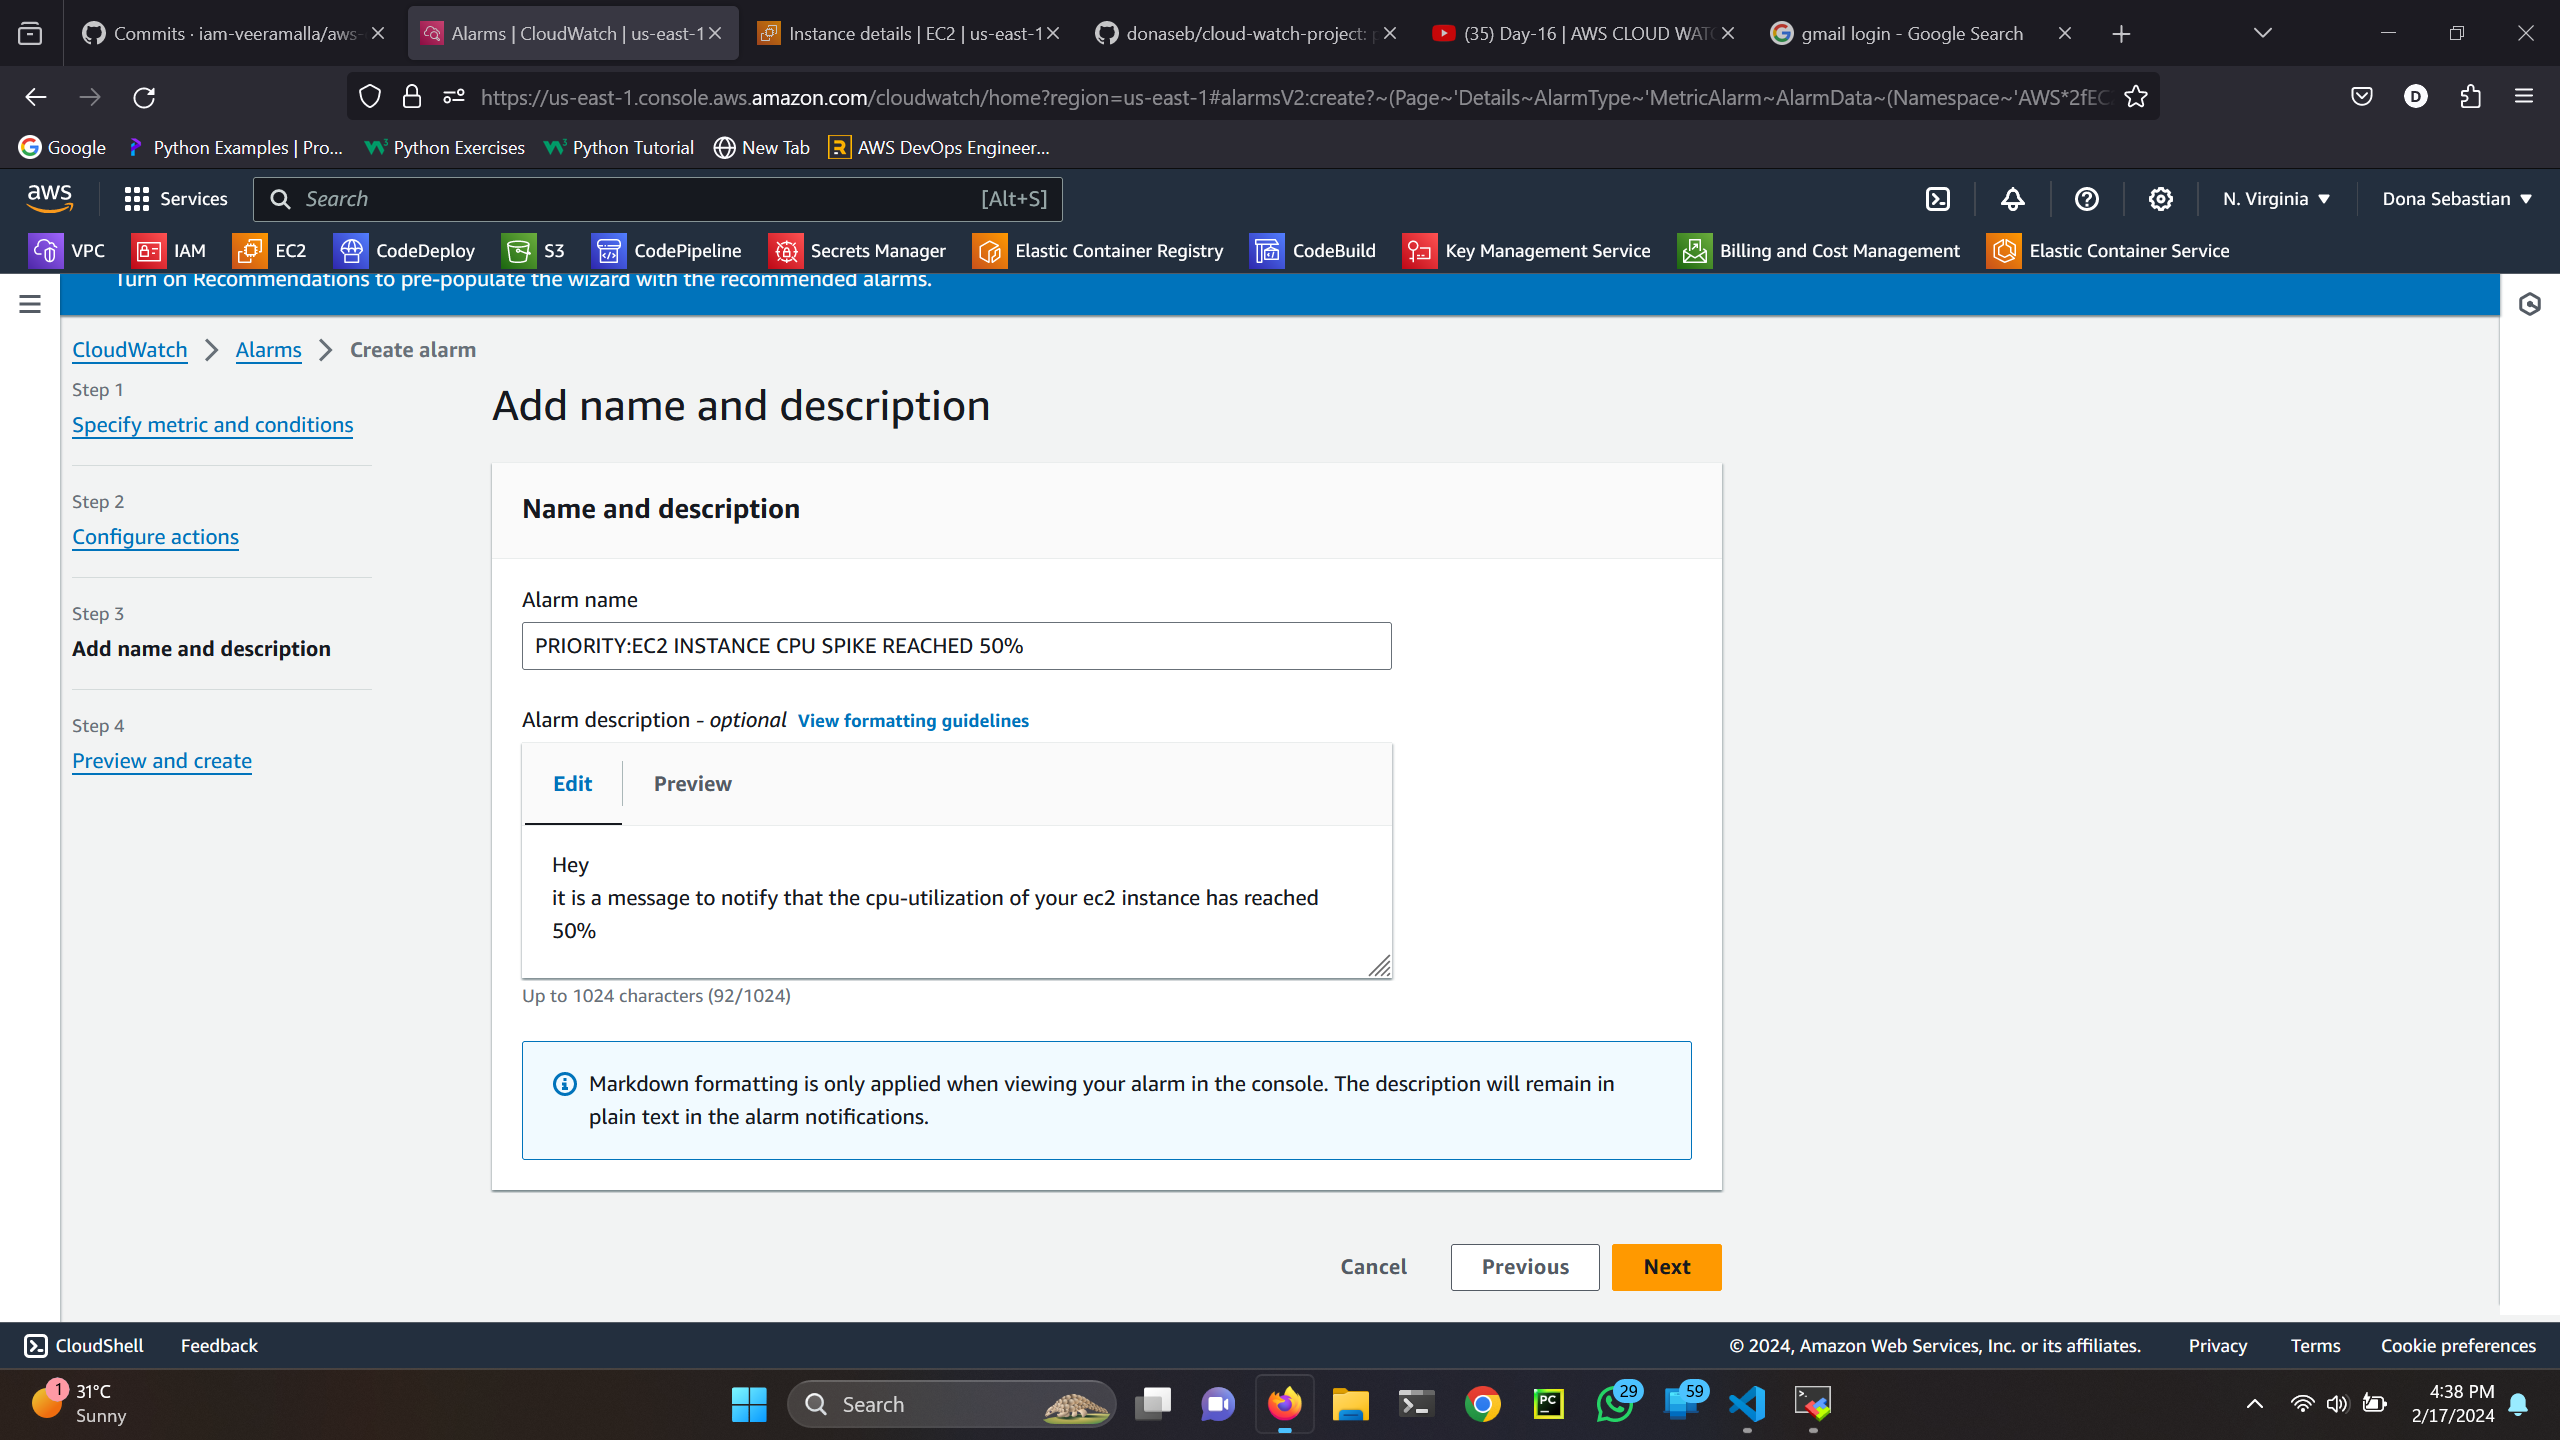 Commits · iam-veeramalla/aws-
Alarms | CloudWatch | us-east-1
Instance details | EC2 | us-east-1
donaseb/cloud-watch-project: p
(35) Day-16 | AWS CLOUD WATC
gmail login - Google Search
https://us-east-1.console.aws.amazon.com/cloudwatch/home?region=us-east-1#alarmsV2:create?~(Page~'Details~AlarmType~'MetricAlarm~AlarmData~(Namespace~'AWS*2fEC
D
Google
Python Examples | Pro...
Python Exercises
Python Tutorial
New Tab
AWS DevOps Engineer...
aws
Services
Search
[Alt+S]
N. Virginia
Dona Sebastian
VPC
IAM
EC2
CodeDeploy
S3
CodePipeline
Secrets Manager
Elastic Container Registry
CodeBuild
Key Management Service
Billing and Cost Management
Elastic Container Service
Turn on Recommendations to pre-populate the wizard with the recommended alarms.
CloudWatch
Alarms
Create alarm
Step 1
Specify metric and conditions
Step 2
Configure actions
Step 3
Add name and description
Step 4
Preview and create
Add name and description
Name and description
Alarm name
PRIORITY:EC2 INSTANCE CPU SPIKE REACHED 50%
Alarm description - optional View formatting guidelines
Edit
Preview
Hey
it is a message to notify that the cpu-utilization of your ec2 instance has reached
50%
Up to 1024 characters (92/1024)
Markdown formatting is only applied when viewing your alarm in the console. The description will remain in
plain text in the alarm notifications.
Cancel
Previous
Next
CloudShell
Feedback
© 2024, Amazon Web Services, Inc. or its affiliates.
Privacy
Terms
Cookie preferences
1
31°C
Sunny
Search
PC
29
59
4:38 PM
2/17/2024